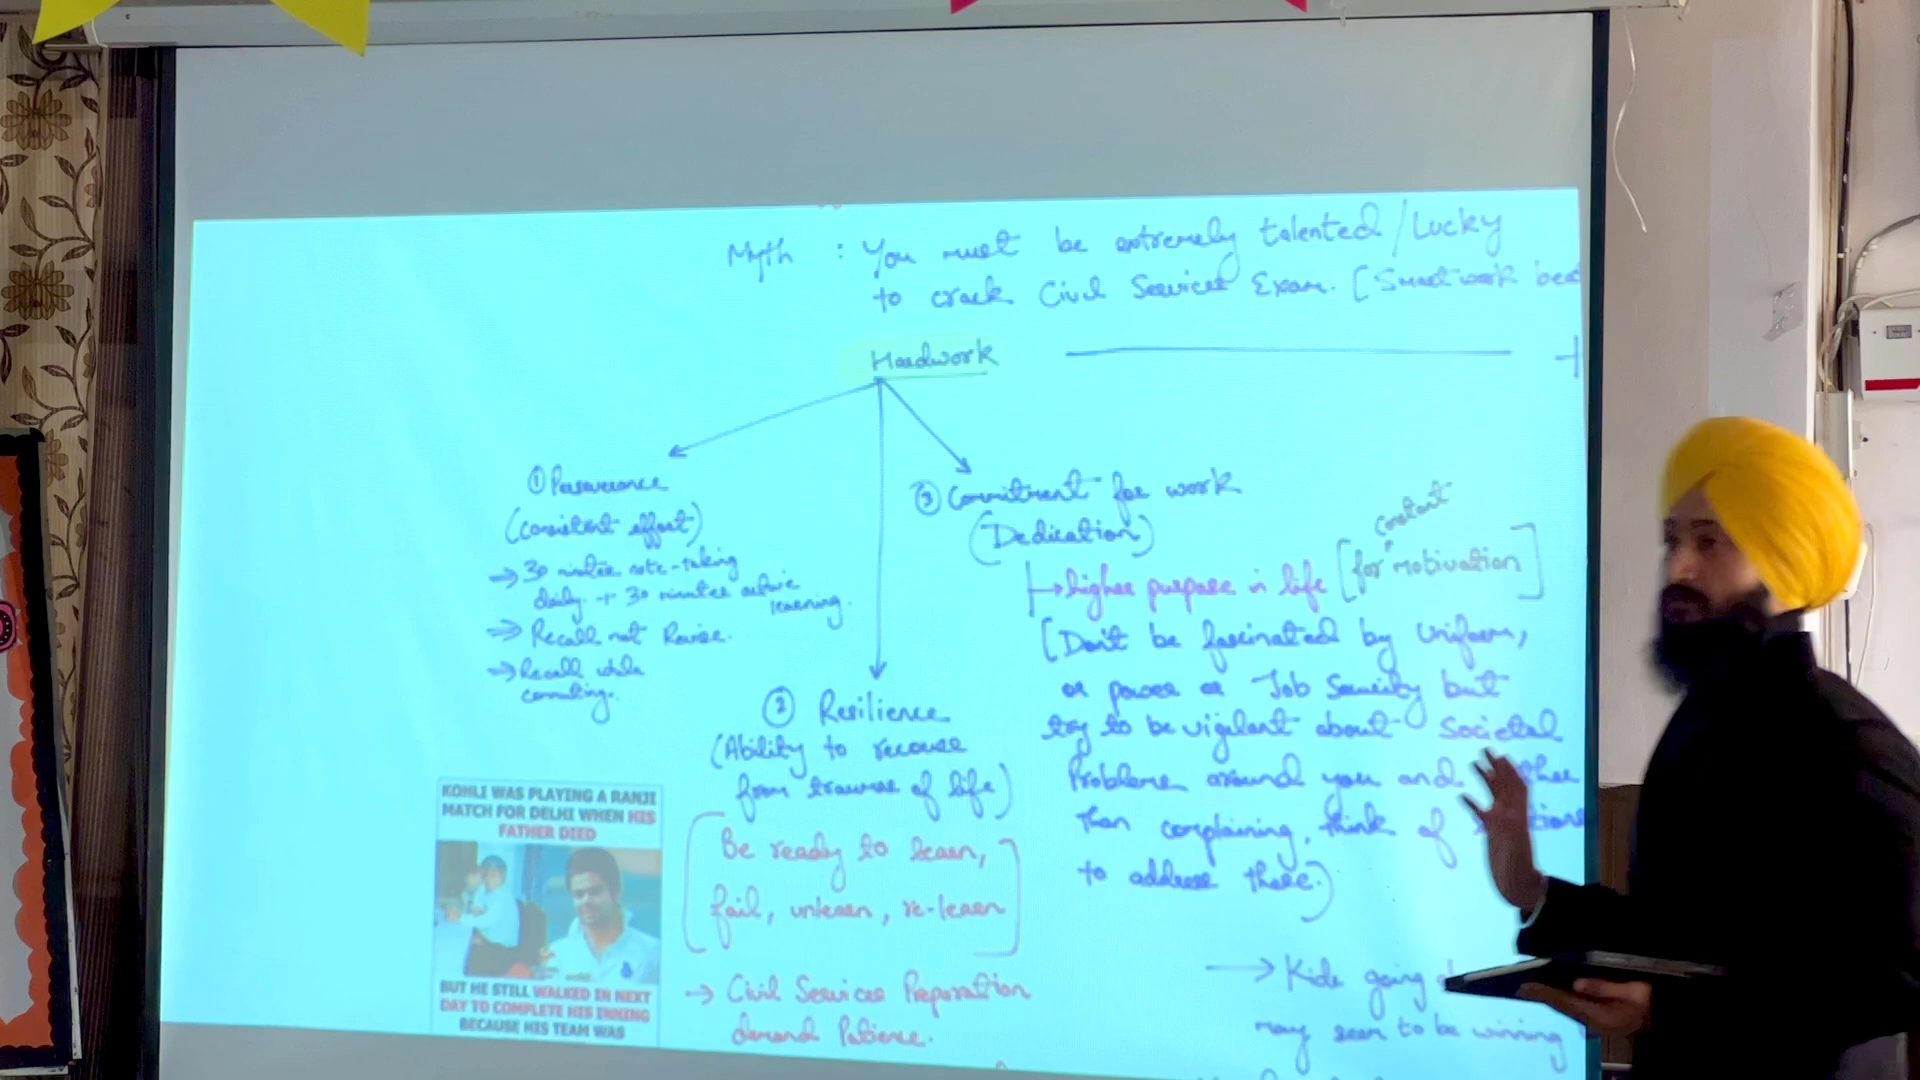 Myth : You must be extremely talented / Lucky
to crack Civil Services Exam. [Smart work
Hardwork
① Perseverance
(consistent effort)
→ 30 minutes note-taking
daily + 30 minutes active
learning.
→ Recall not Revise.
→ Recall while
commuting.
② Resilience
(Ability to recover
from traumas of life)
[Be ready to learn,
fail, unlearn, re-learn]
→ Civil Services Preparation
demand Patience.
③ Commitment for work
(Dedication)
→ higher purpose in life [for constant motivation]
[Don't be fascinated by uniform,
or power or Job Security but
try to be vigilant about Societal
Problems around you and
than complaining, think of
to address these.)
→ Kids going
may seem to be winning
KOHLI WAS PLAYING A RANJI
MATCH FOR DELHI WHEN HIS
FATHER DIED
BUT HE STILL WALKED IN NEXT
DAY TO COMPLETE HIS INNING
BECAUSE HIS TEAM WAS